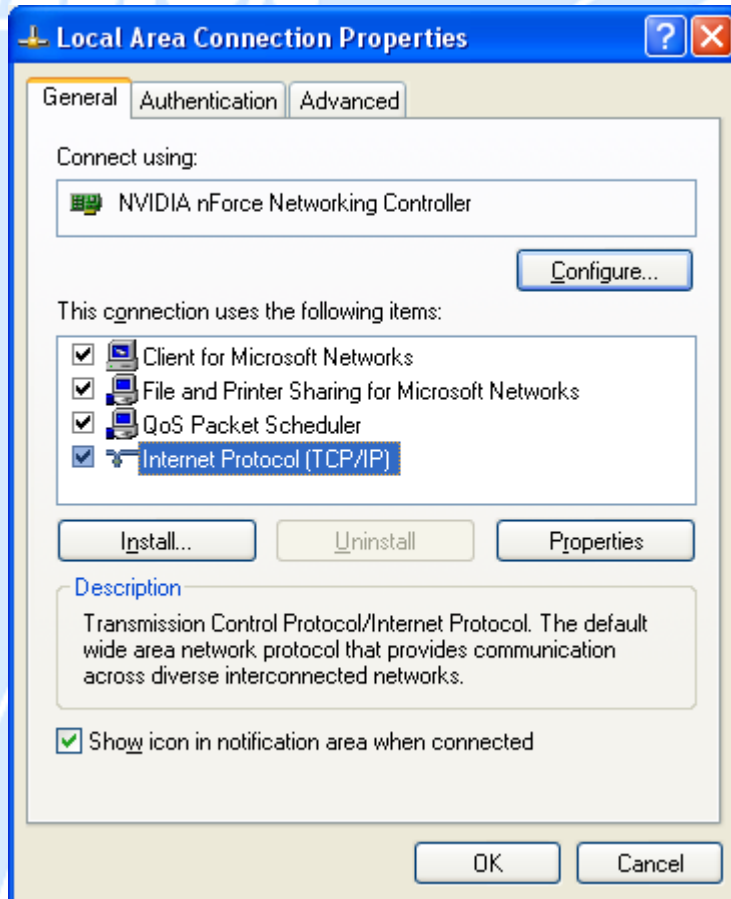 Local Area Connection Properties
General Authentication Advanced
Connect using:
NVIDIA nForce Networking Controller
Configure...
This connection uses the following items:
Client for Microsoft Networks
File and Printer Sharing for Microsoft Networks
QoS Packet Scheduler
Internet Protocol (TCP/IP)
Install... Uninstall Properties
Description
Transmission Control Protocol/Internet Protocol. The default
wide area network protocol that provides communication
across diverse interconnected networks.
Show icon in notification area when connected
OK Cancel